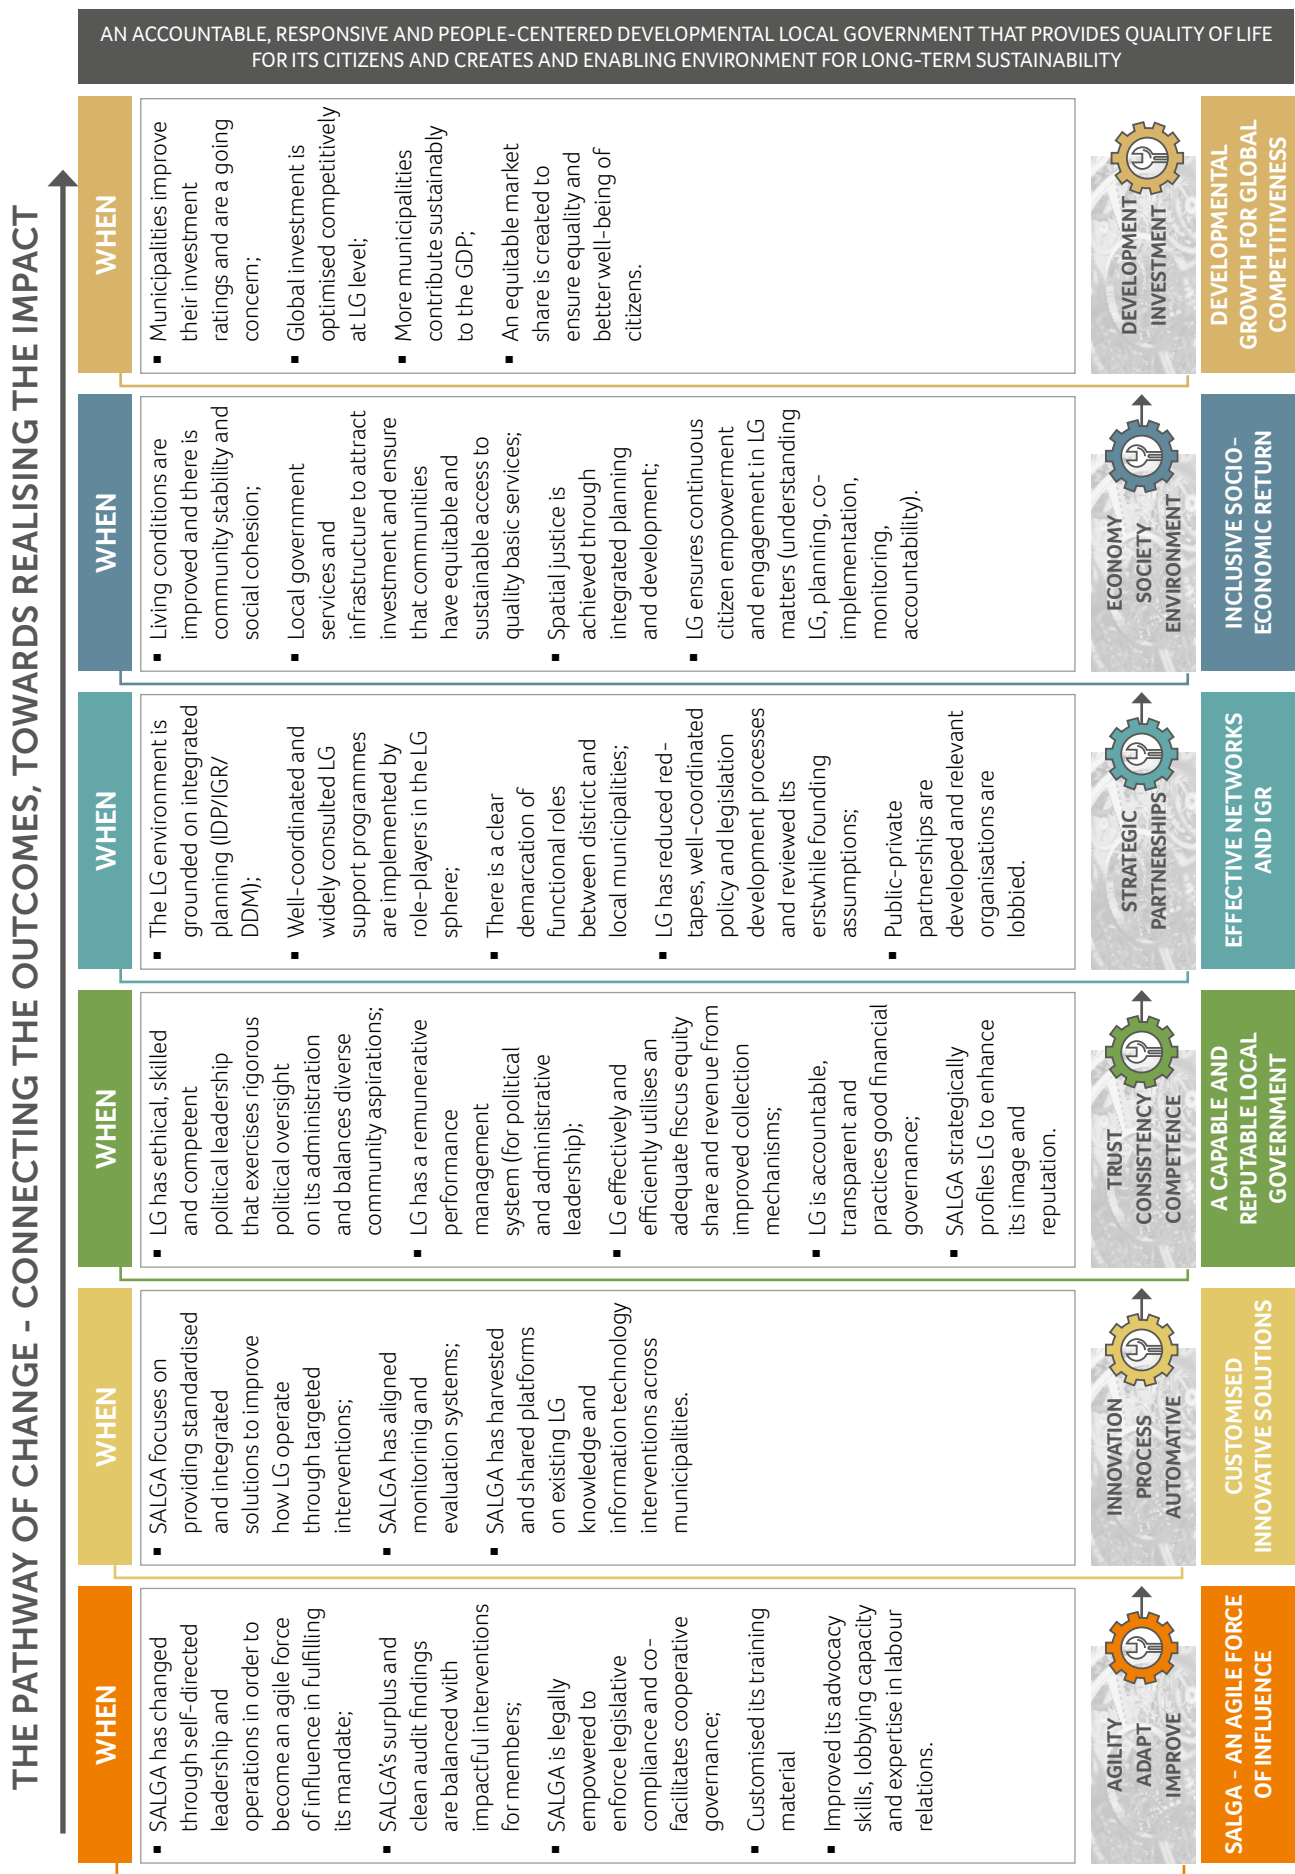 THE PATHWAY OF CHANGE - CONNECTING THE OUTCOMES, TOWARDS REALISING THE IMPACT
WHEN
▪ SALGA has changed
through self-directed
leadership and
operations in order to
become an agile force
of influence in fulfilling
its mandate;
▪ SALGA's surplus and
clean audit findings
are balanced with
impactful interventions
for members;
▪ SALGA is legally
empowered to
enforce legislative
compliance and co-
facilitates cooperative
governance;
▪ Customised its training
material
▪ Improved its advocacy
skills, lobbying capacity
and expertise in labour
relations.
AGILITY
ADAPT
IMPROVE
SALGA - AN AGILE FORCE
OF INFLUENCE
WHEN
▪ SALGA focuses on
providing standardised
and integrated
solutions to improve
how LG operate
through targeted
interventions;
▪ SALGA has aligned
monitorinig and
evaluation systems;
▪ SALGA has harvested
and shared platforms
on existing LG
knowledge and
information technology
interventions across
municipalities.
INNOVATION
PROCESS
AUTOMATIVE
CUSTOMISED
INNOVATIVE SOLUTIONS
WHEN
▪ LG has ethical, skilled
and competent
political leadership
that exercises rigorous
political oversight
on its administration
and balances diverse
community aspirations;
▪ LG has a remunerative
performance
management
system (for political
and administrative
leadership);
▪ LG effectively and
efficiently utilises an
adequate fiscus equity
share and revenue from
improved collection
mechanisms;
▪ LG is accountable,
transparent and
practices good financial
governance;
▪ SALGA strategically
profiles LG to enhance
its image and
reputation.
TRUST
CONSISTENCY
COMPETENCE
A CAPABLE AND
REPUTABLE LOCAL
GOVERNMENT
WHEN
▪ The LG environment is
grounded on integrated
planning (IDP/IGR/
DDM);
▪ Well-coordinated and
widely consulted LG
support programmes
are implemented by
role-players in the LG
sphere;
▪ There is a clear
demarcation of
functional roles
between district and
local municipalities;
▪ LG has reduced red-
tapes, well-coordinated
policy and legislation
development processes
and reviewed its
erstwhile founding
assumptions;
▪ Public-private
partnerships are
developed and relevant
organisations are
lobbied.
STRATEGIC
PARTNERSHIPS
EFFECTIVE NETWORKS
AND IGR
WHEN
▪ Living conditions are
improved and there is
community stability and
social cohesion;
▪ Local government
services and
infrastructure to attract
investment and ensure
that communities
have equitable and
sustainable access to
quality basic services;
▪ Spatial justice is
achieved through
integrated planning
and development;
▪ LG ensures continuous
citizen empowerment
and engagement in LG
matters (understanding
LG, planning, co-
implementation,
monitoring,
accountability).
ECONOMY
SOCIETY
ENVIRONMENT
INCLUSIVE SOCIO-
ECONOMIC RETURN
WHEN
▪ Municipalities improve
their investment
ratings and are a going
concern;
▪ Global investment is
optimised competitively
at LG level;
▪ More municipalities
contribute sustainably
to the GDP;
▪ An equitable market
share is created to
ensure equality and
better well-being of
citizens.
DEVELOPMENT
INVESTMENT
DEVELOPMENTAL
GROWTH FOR GLOBAL
COMPETITIVENESS
AN ACCOUNTABLE, RESPONSIVE AND PEOPLE-CENTERED DEVELOPMENTAL LOCAL GOVERNMENT THAT PROVIDES QUALITY OF LIFE
FOR ITS CITIZENS AND CREATES AND ENABLING ENVIRONMENT FOR LONG-TERM SUSTAINABILITY